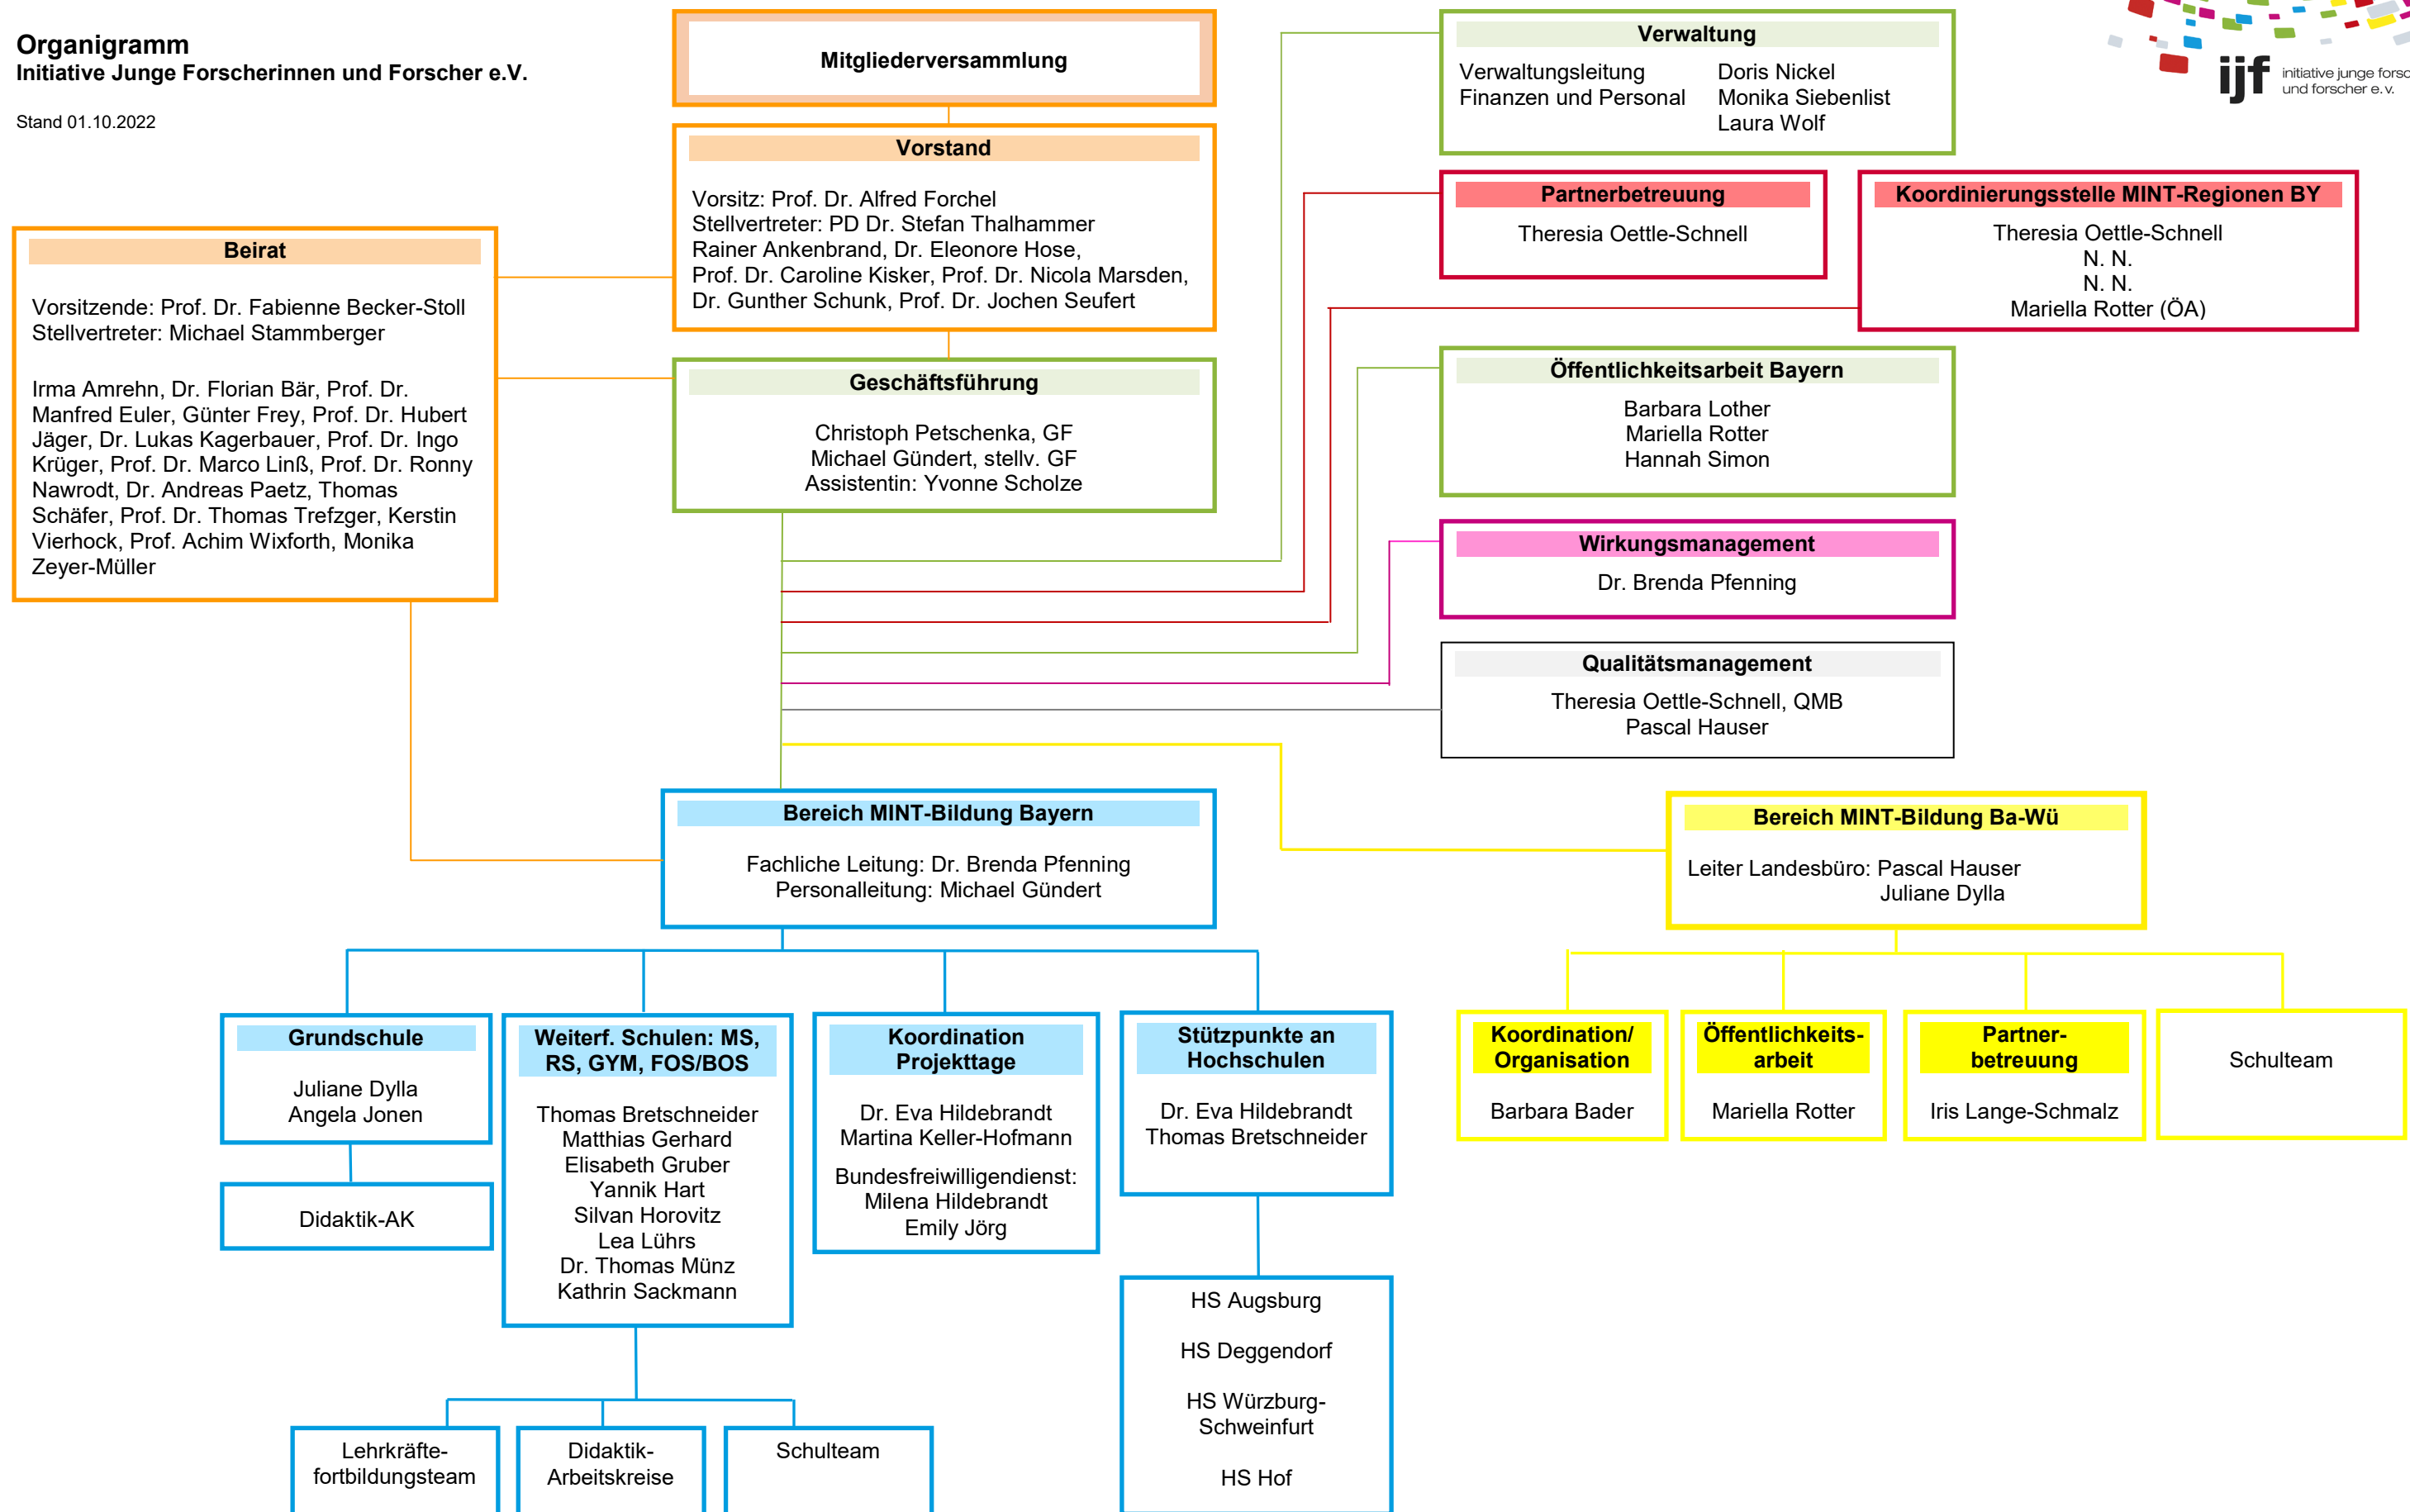 Organigramm
Initiative Junge Forscherinnen und Forscher e.V.
Stand 01.10.2022
Mitgliederversammlung
Vorstand
Vorsitz: Prof. Dr. Alfred Forchel
Stellvertreter: PD Dr. Stefan Thalhammer
Rainer Ankenbrand, Dr. Eleonore Hose,
Prof. Dr. Caroline Kisker, Prof. Dr. Nicola Marsden,
Dr. Gunther Schunk, Prof. Dr. Jochen Seufert
Beirat
Vorsitzende: Prof. Dr. Fabienne Becker-Stoll
Stellvertreter: Michael Stammberger
Irma Amrehn, Dr. Florian Bär, Prof. Dr.
Manfred Euler, Günter Frey, Prof. Dr. Hubert
Jäger, Dr. Lukas Kagerbauer, Prof. Dr. Ingo
Krüger, Prof. Dr. Marco Linß, Prof. Dr. Ronny
Nawrodt, Dr. Andreas Paetz, Thomas
Schäfer, Prof. Dr. Thomas Trefzger, Kerstin
Vierhock, Prof. Achim Wixforth, Monika
Zeyer-Müller
Geschäftsführung
Christoph Petschenka, GF
Michael Gündert, stellv. GF
Assistentin: Yvonne Scholze
Verwaltung
Verwaltungsleitung Doris Nickel
Finanzen und Personal Monika Siebenlist
Laura Wolf
ijf initiative junge forsc
und forscher e.v.
Partnerbetreuung
Theresia Oettle-Schnell
Koordinierungsstelle MINT-Regionen BY
Theresia Oettle-Schnell
N. N.
N. N.
Mariella Rotter (ÖA)
Öffentlichkeitsarbeit Bayern
Barbara Lother
Mariella Rotter
Hannah Simon
Wirkungsmanagement
Dr. Brenda Pfenning
Qualitätsmanagement
Theresia Oettle-Schnell, QMB
Pascal Hauser
Bereich MINT-Bildung Bayern
Fachliche Leitung: Dr. Brenda Pfenning
Personalleitung: Michael Gündert
Bereich MINT-Bildung Ba-Wü
Leiter Landesbüro: Pascal Hauser
Juliane Dylla
Grundschule
Juliane Dylla
Angela Jonen
Didaktik-AK
Weiterf. Schulen: MS,
RS, GYM, FOS/BOS
Thomas Bretschneider
Matthias Gerhard
Elisabeth Gruber
Yannik Hart
Silvan Horovitz
Lea Lührs
Dr. Thomas Münz
Kathrin Sackmann
Lehrkräfte-
fortbildungsteam
Didaktik-
Arbeitskreise
Schulteam
Koordination
Projekttage
Dr. Eva Hildebrandt
Martina Keller-Hofmann
Bundesfreiwilligendienst:
Milena Hildebrandt
Emily Jörg
Stützpunkte an
Hochschulen
Dr. Eva Hildebrandt
Thomas Bretschneider
HS Augsburg
HS Deggendorf
HS Würzburg-
Schweinfurt
HS Hof
Koordination/
Organisation
Barbara Bader
Öffentlichkeits-
arbeit
Mariella Rotter
Partner-
betreuung
Iris Lange-Schmalz
Schulteam